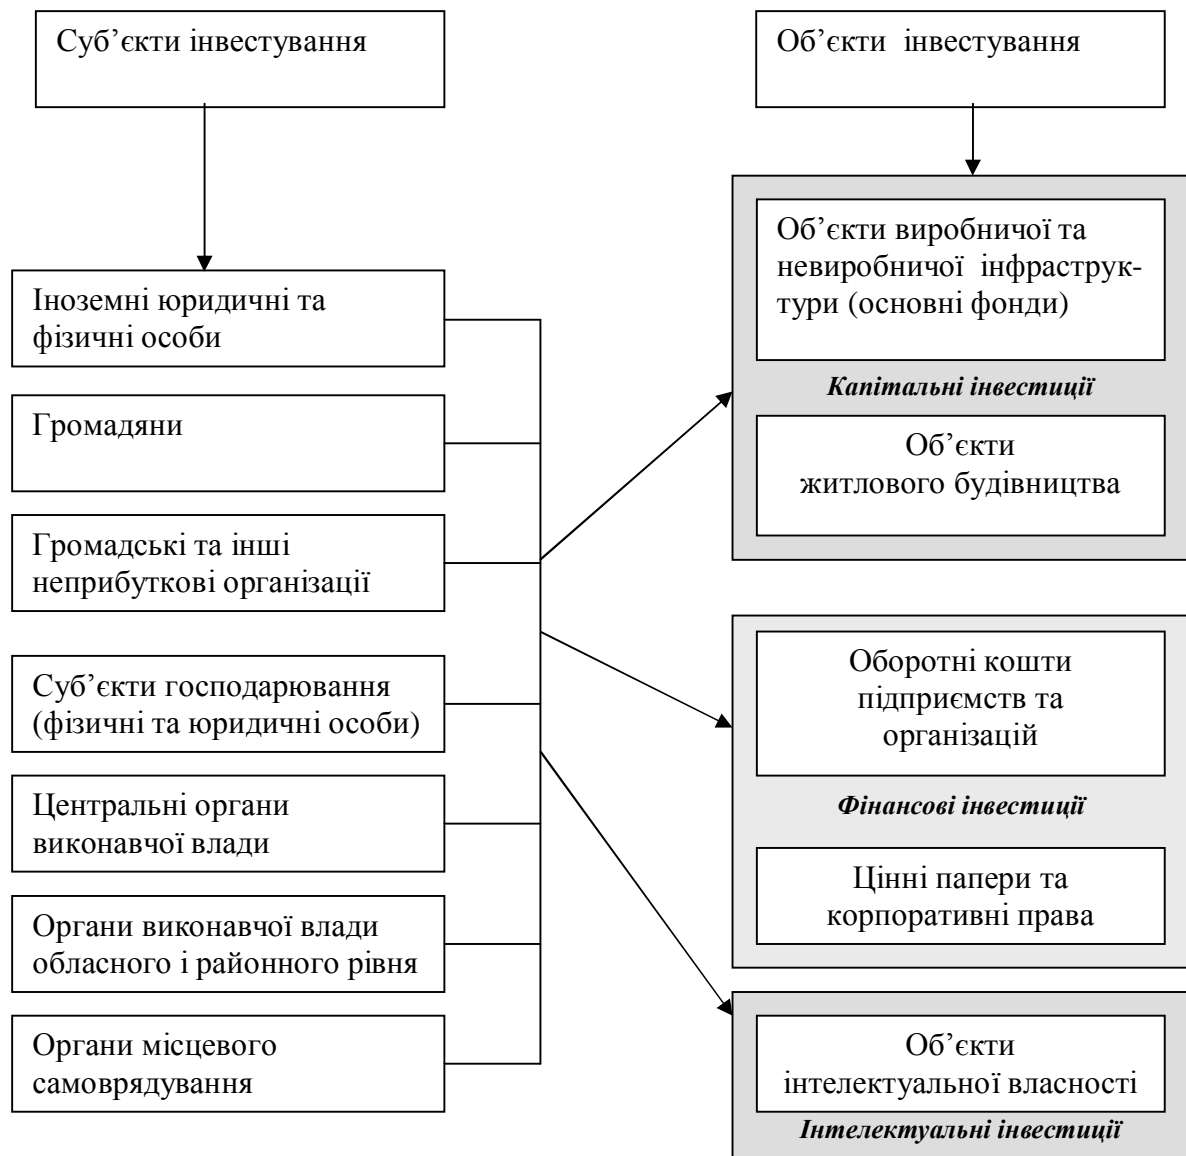 Суб’єкти інвестування
Іноземні юридичні та
фізичні особи
Громадяни
Громадські та інші
неприбуткові організації
Суб’єкти господарювання
(фізичні та юридичні особи)
Центральні органи
виконавчої влади
Органи виконавчої влади
обласного і районного рівня
Органи місцевого
самоврядування
Об’єкти інвестування
Об’єкти виробничої та
невиробничої інфраструк-
тури (основні фонди)
Капітальні інвестиції
Об’єкти
житлового будівництва
Оборотні кошти
підприємств та
організацій
Фінансові інвестиції
Цінні папери та
корпоративні права
Об’єкти
інтелектуальної власності
Інтелектуальні інвестиції